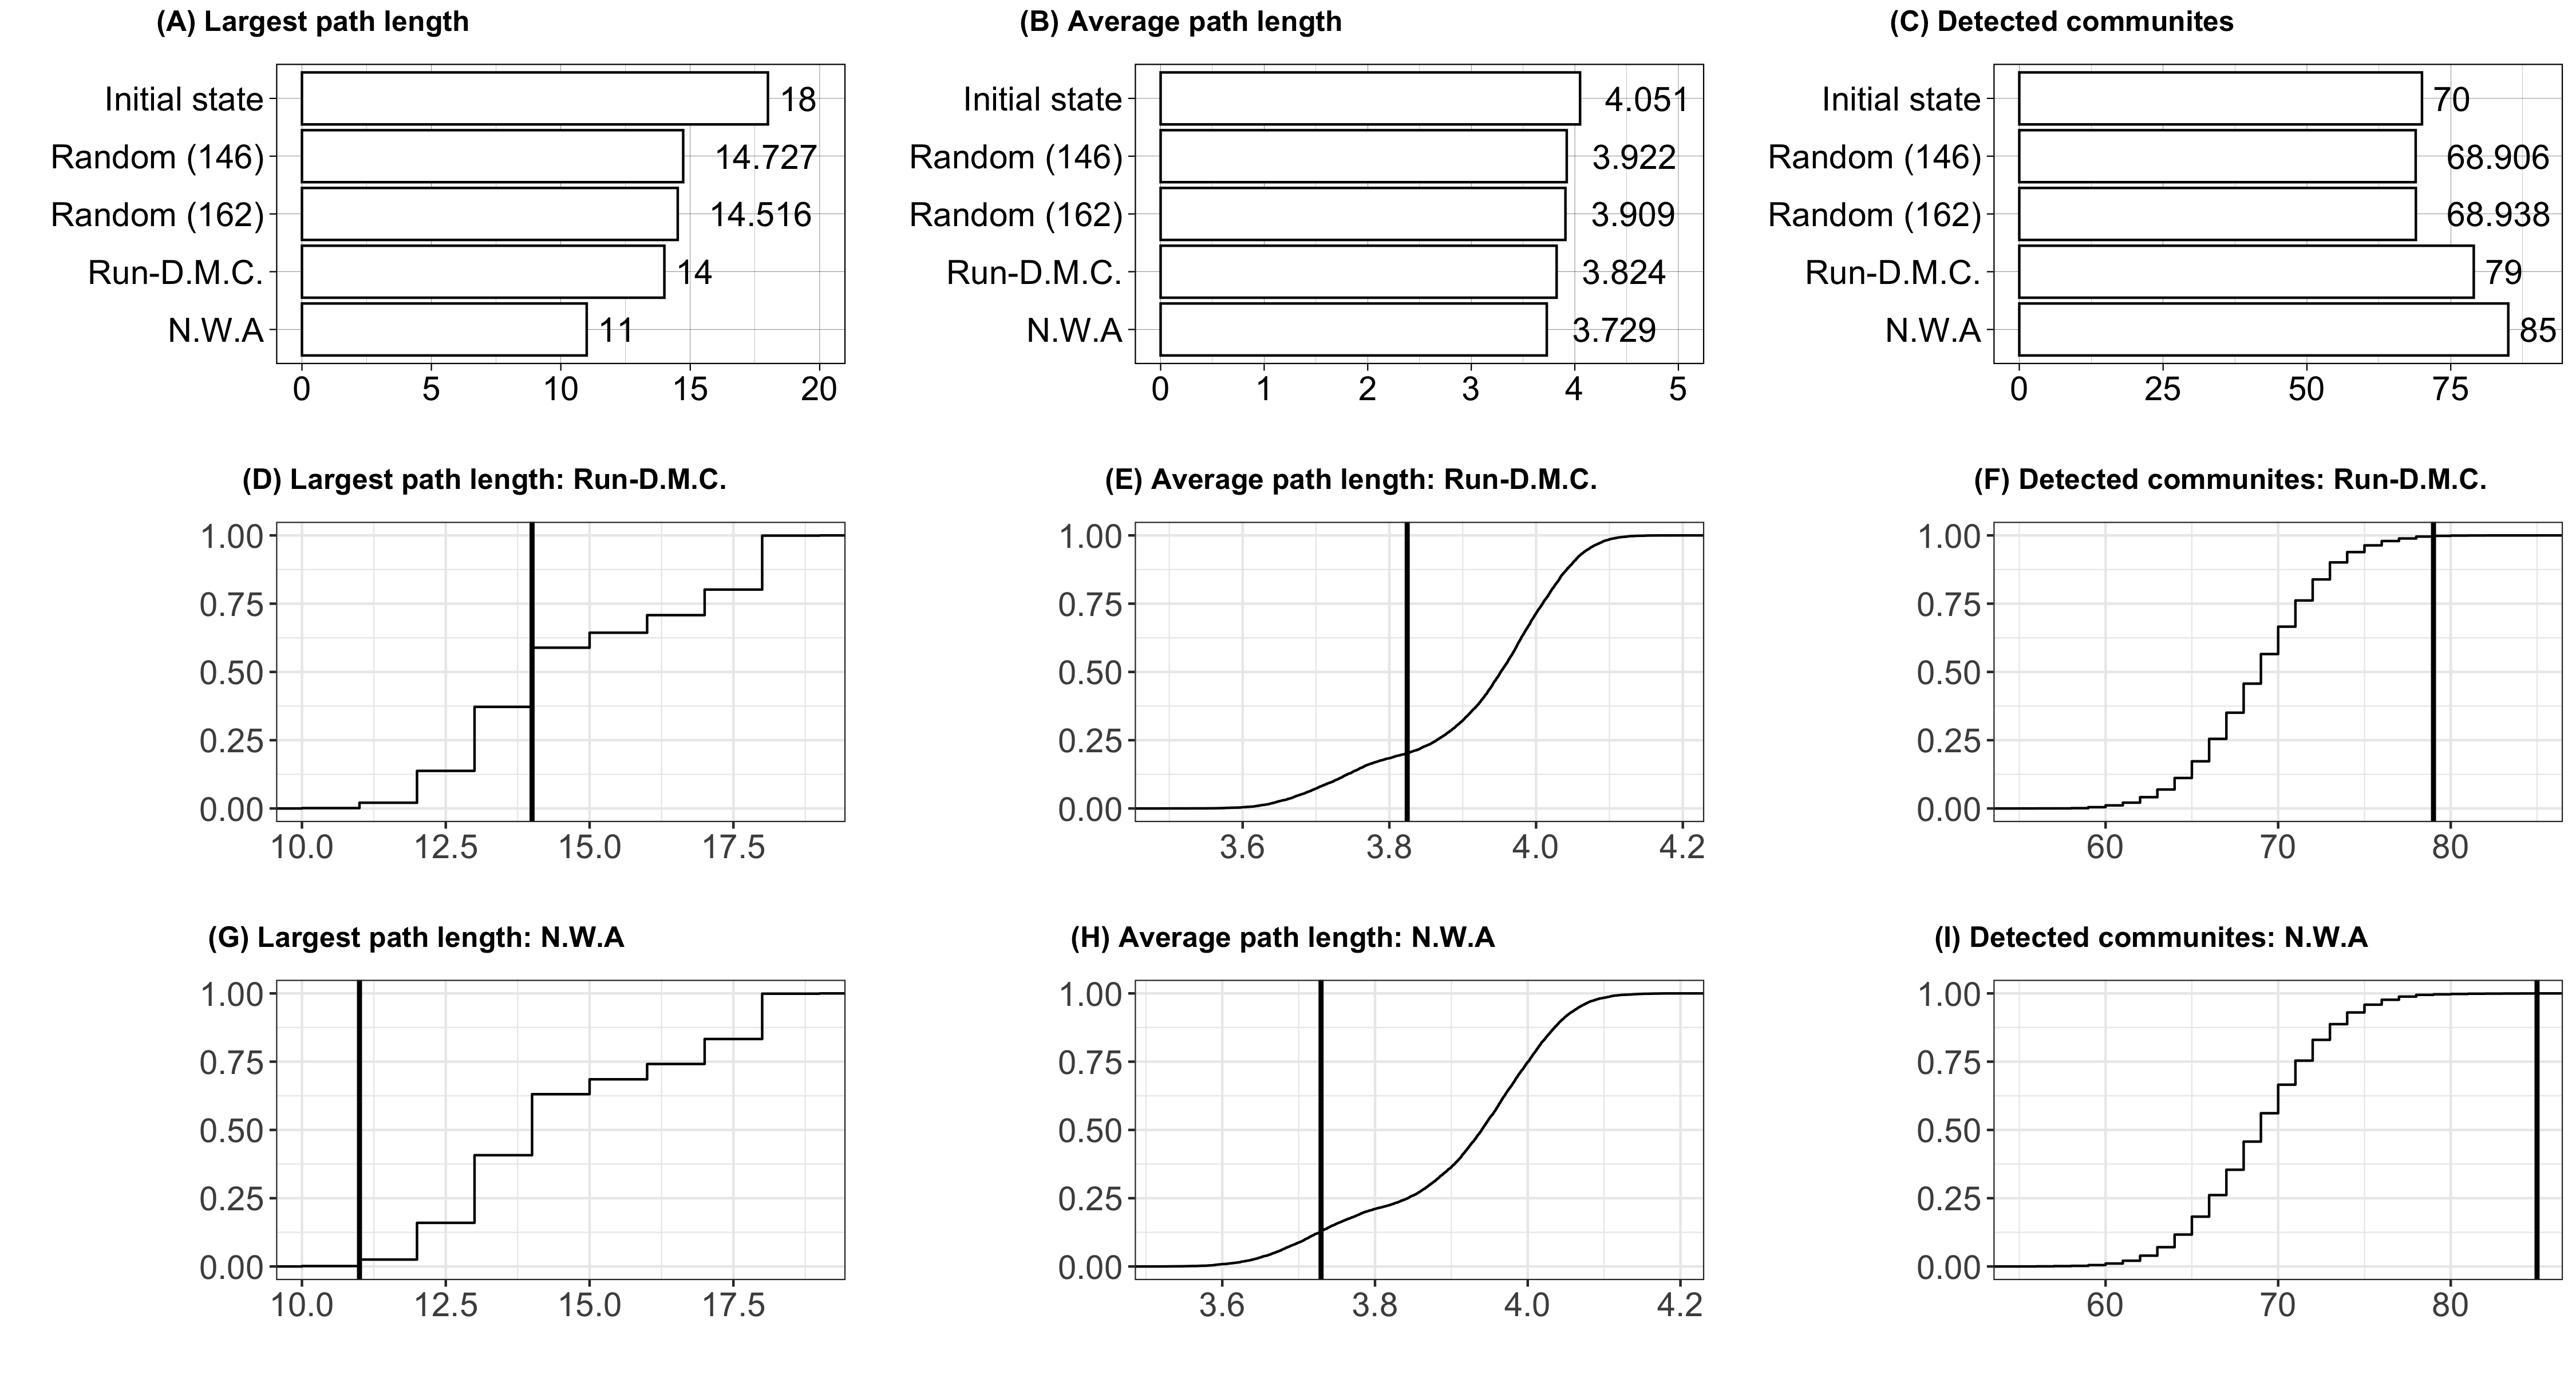 (A) Largest path length
Initial state 18
Random (146) 14.727
Random (162) 14.516
Run-D.M.C. 14
N.W.A 11
0 5 10 15 20
(B) Average path length
Initial state 4.051
Random (146) 3.922
Random (162) 3.909
Run-D.M.C. 3.824
N.W.A 3.729
0 1 2 3 4 5
(C) Detected communites
Initial state 70
Random (146) 68.906
Random (162) 68.938
Run-D.M.C. 79
N.W.A 85
0 25 50 75
(D) Largest path length: Run-D.M.C.
1.00
0.75
0.50
0.25
0.00
10.0 12.5 15.0 17.5
(E) Average path length: Run-D.M.C.
1.00
0.75
0.50
0.25
0.00
3.6 3.8 4.0 4.2
(F) Detected communites: Run-D.M.C.
1.00
0.75
0.50
0.25
0.00
60 70 80
(G) Largest path length: N.W.A
1.00
0.75
0.50
0.25
0.00
10.0 12.5 15.0 17.5
(H) Average path length: N.W.A
1.00
0.75
0.50
0.25
0.00
3.6 3.8 4.0 4.2
(I) Detected communites: N.W.A
1.00
0.75
0.50
0.25
0.00
60 70 80